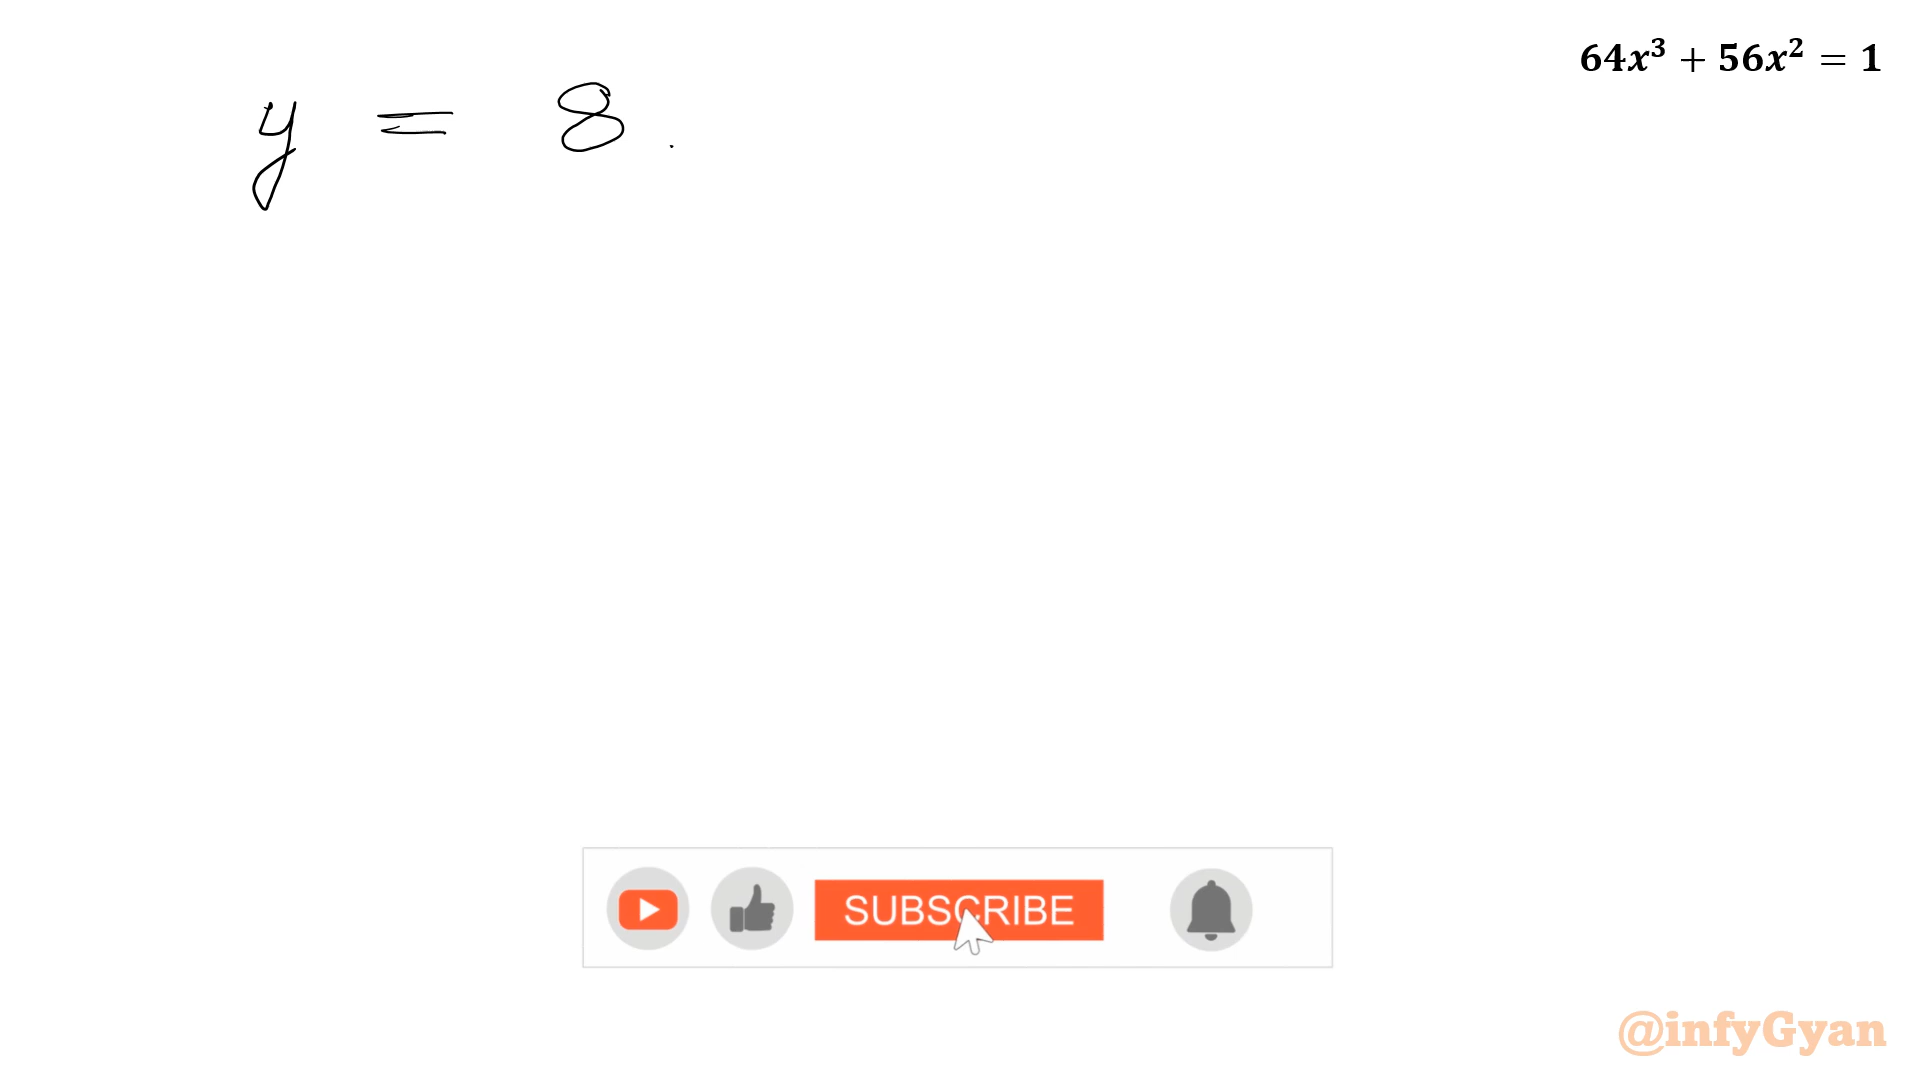 64x³ + 56x² = 1
y = 8.
SUBSCRIBE
@infyGyan